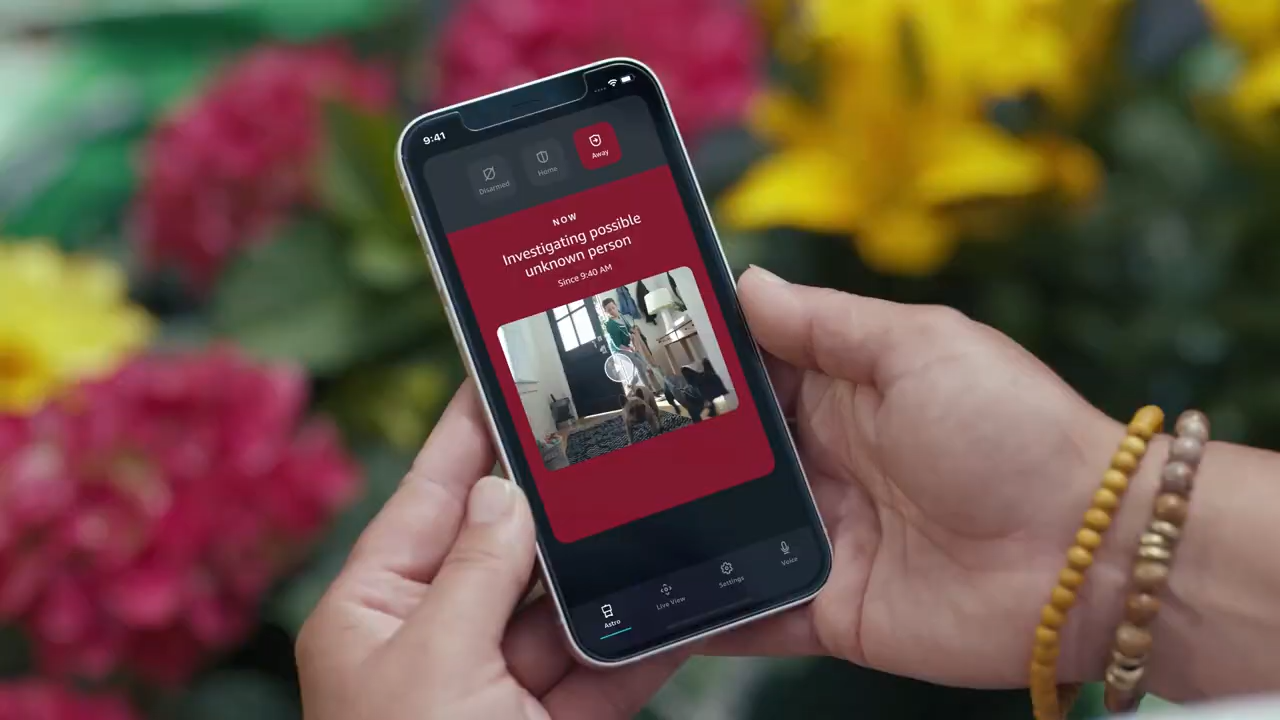 9:41
Disarmed
Home
Away
NOW
Investigating possible
unknown person
Since 9:40 AM
Astro
Live View
Settings
Voice